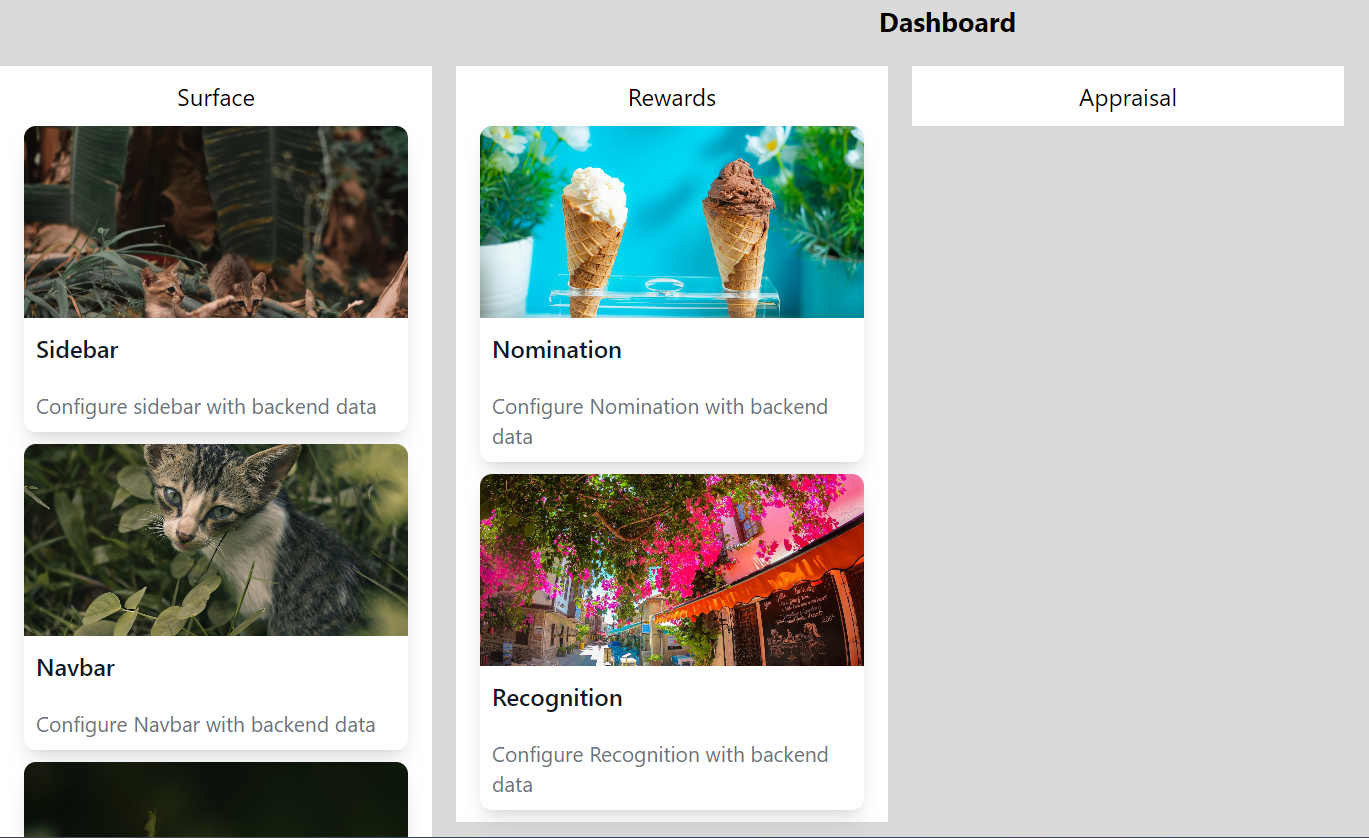 Dashboard
Surface
Sidebar
Configure sidebar with backend data
Navbar
Configure Navbar with backend data
Rewards
Nomination
Configure Nomination with backend
data
Recognition
Configure Recognition with backend
data
Appraisal